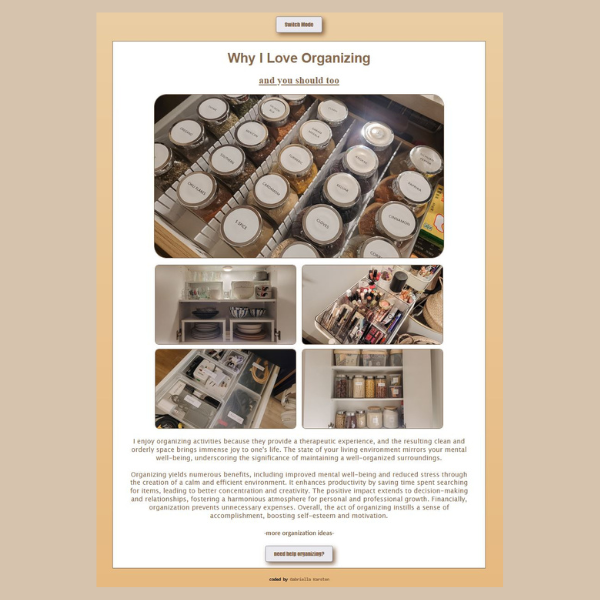 Switch Mode
Why I Love Organizing
and you should too
I enjoy organizing activities because they provide a therapeutic experience, and the resulting clean and
orderly space brings immense joy to one's life. The state of your living environment mirrors your mental
well-being, underscoring the significance of maintaining a well-organized surroundings.
Organizing yields numerous benefits, including improved mental well-being and reduced stress through
the creation of a calm and efficient environment. It enhances productivity by saving time spent searching
for items, leading to better concentration and creativity. The positive impact extends to decision-making
and relationships, fostering a harmonious atmosphere for personal and professional growth. Financially,
organization prevents unnecessary expenses. Overall, the act of organizing instills a sense of
accomplishment, boosting self-esteem and motivation.
-more organization ideas-
need help organizing?
coded by Gabriella